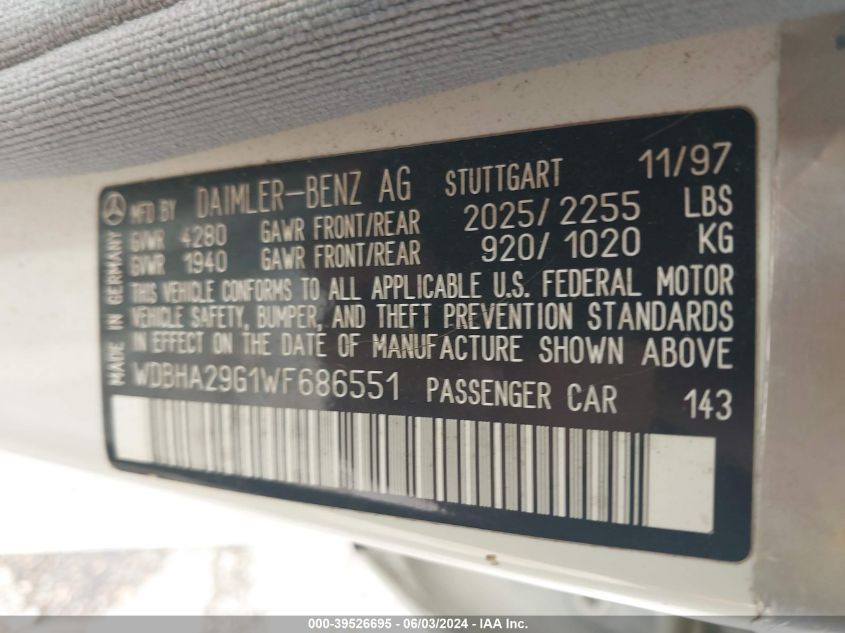 MADE IN GERMANY
MFD BY DAIMLER-BENZ AG STUTTGART 11/97
GVWR 4280 GAWR FRONT/REAR 2025/2255 LBS
GVWR 1940 GAWR FRONT/REAR 920/1020 KG
THIS VEHICLE CONFORMS TO ALL APPLICABLE U.S. FEDERAL MOTOR
VEHICLE SAFETY, BUMPER, AND THEFT PREVENTION STANDARDS
IN EFFECT ON THE DATE OF MANUFACTURE SHOWN ABOVE
WDBHA29G1WF686551 PASSENGER CAR 143
000-39526695 / 06/03/2024 - IAA Inc.